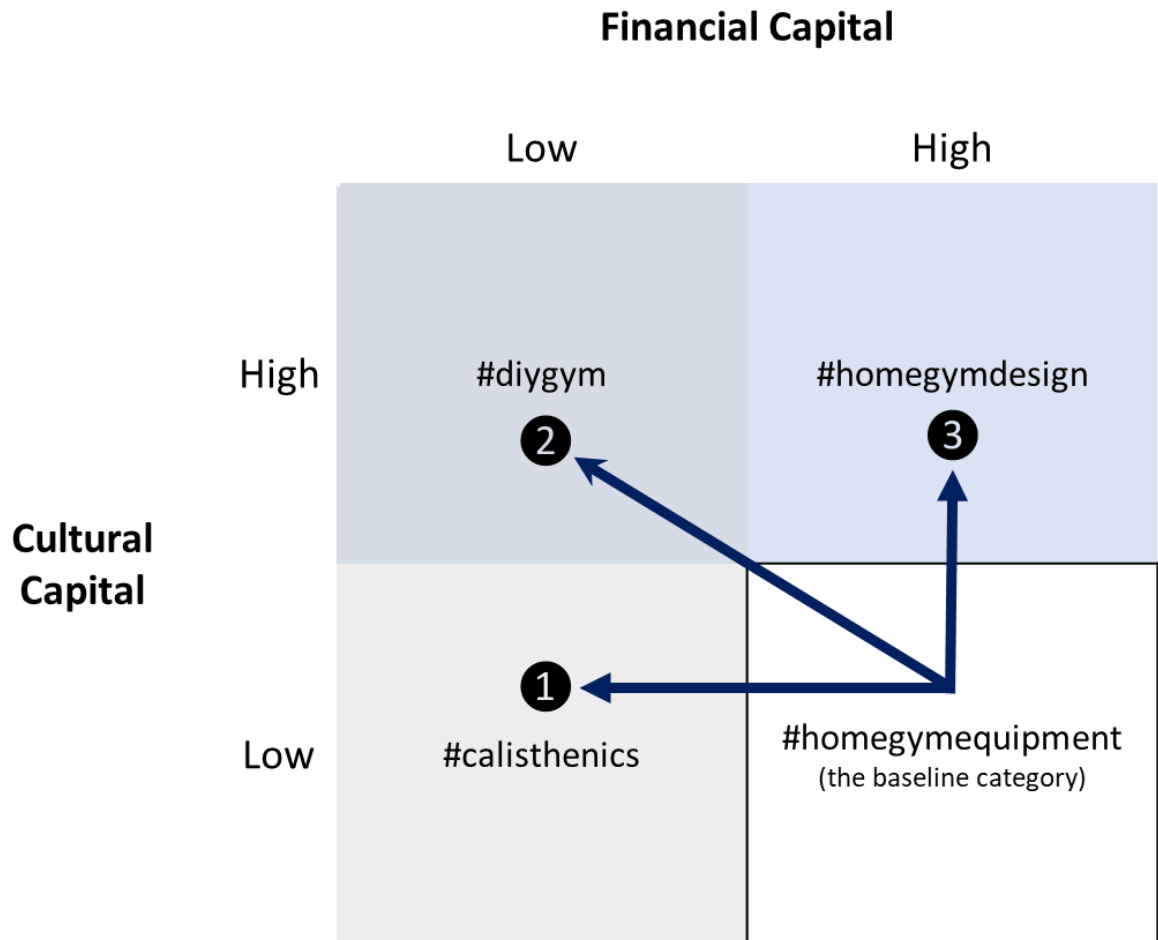 Financial Capital
Low High
High #diygym #homegymdesign
2 3
Cultural
Capital
1
Low #calisthenics #homegymequipment
(the baseline category)